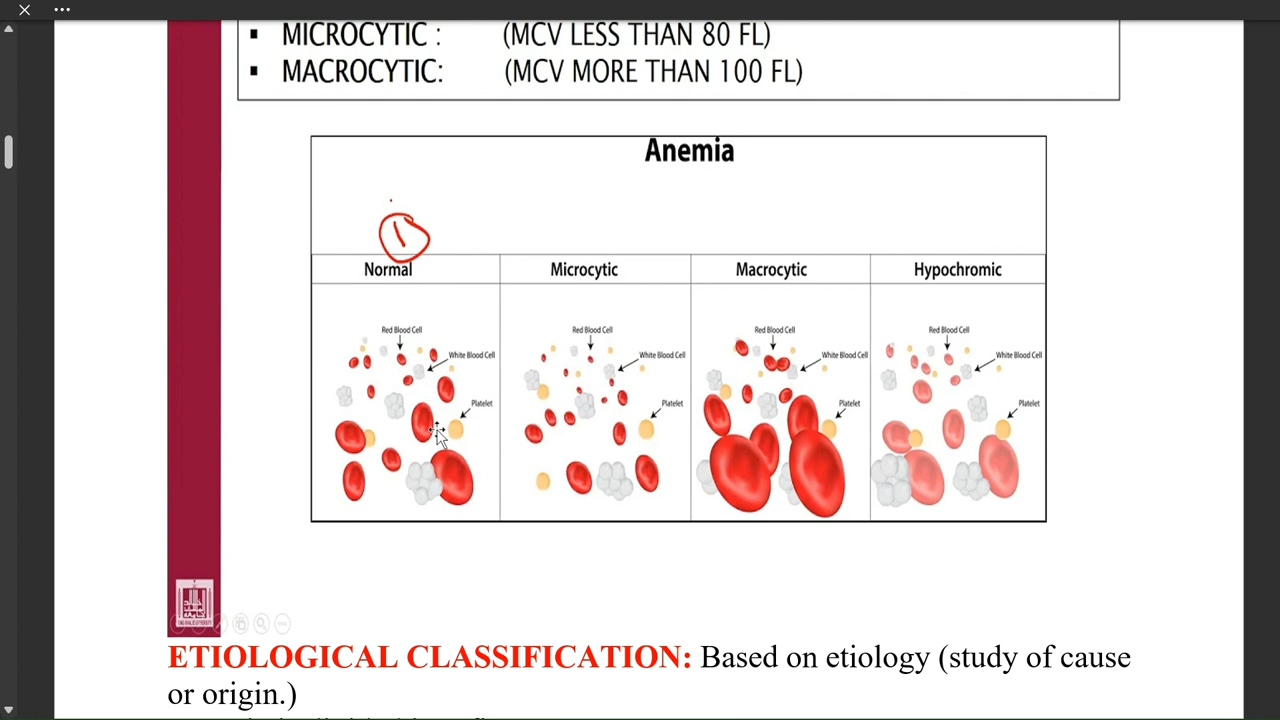 ▪ MICROCYTIC : (MCV LESS THAN 80 FL)
▪ MACROCYTIC: (MCV MORE THAN 100 FL)
Anemia
1
Normal Microcytic Macrocytic Hypochromic
Red Blood Cell Red Blood Cell Red Blood Cell Red Blood Cell
White Blood Cell White Blood Cell White Blood Cell White Blood Cell
Platelet Platelet Platelet Platelet
ETIOLOGICAL CLASSIFICATION: Based on etiology (study of cause
or origin.)